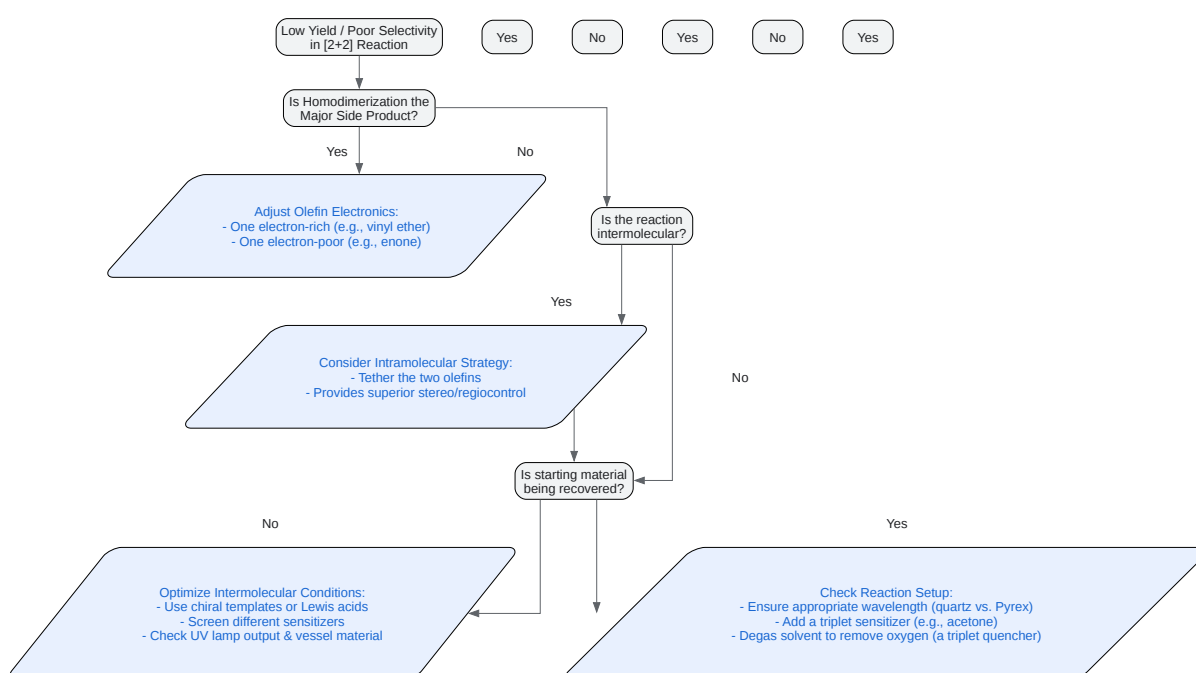 Low Yield / Poor Selectivity
in [2+2] Reaction
Yes
No
Yes
No
Yes
Is Homodimerization the
Major Side Product?
Yes
No
Adjust Olefin Electronics:
- One electron-rich (e.g., vinyl ether)
- One electron-poor (e.g., enone)
Is the reaction
intermolecular?
Yes
Consider Intramolecular Strategy:
- Tether the two olefins
- Provides superior stereo/regiocontrol
No
Is starting material
being recovered?
No
Yes
Optimize Intermolecular Conditions:
- Use chiral templates or Lewis acids
- Screen different sensitizers
- Check UV lamp output & vessel material
Check Reaction Setup:
- Ensure appropriate wavelength (quartz vs. Pyrex)
- Add a triplet sensitizer (e.g., acetone)
- Degas solvent to remove oxygen (a triplet quencher)